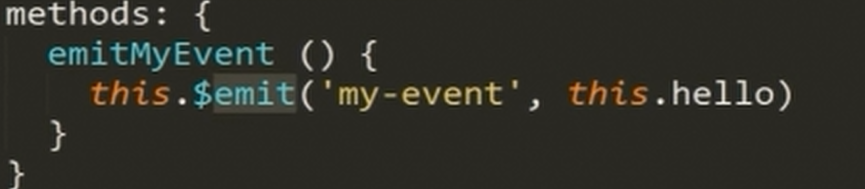 methods: {
  emitMyEvent () {
    this.$emit('my-event', this.hello)
  }
}